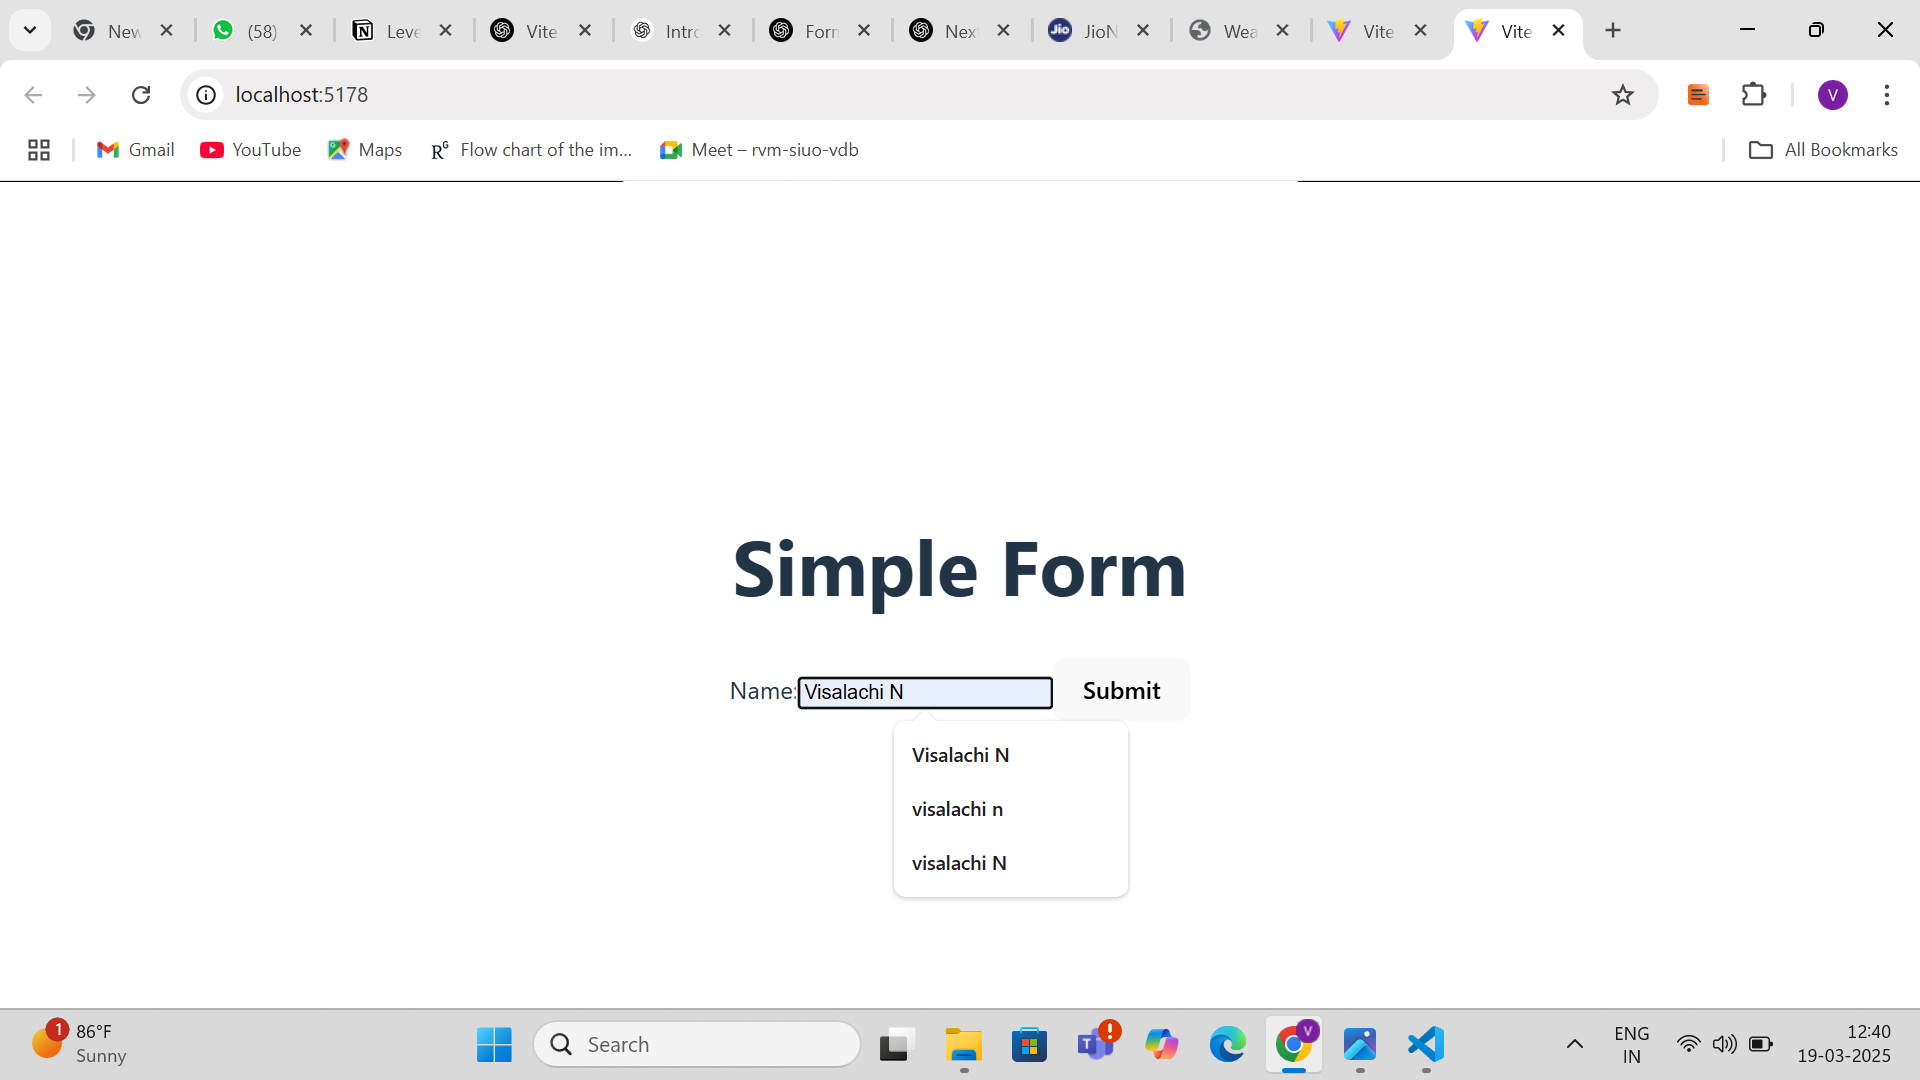 New
(58)
Leve
Vite
Intro
Form
Nex
JioN
Wea
Vite
Vite
localhost:5178
V
Gmail
YouTube
Maps
RG
Flow chart of the im...
Meet – rvm-siuo-vdb
All Bookmarks
Simple Form
Name:
Visalachi N
Submit
Visalachi N
visalachi n
visalachi N
1
86°F
Sunny
Search
T
!
V
ENG
IN
12:40
19-03-2025